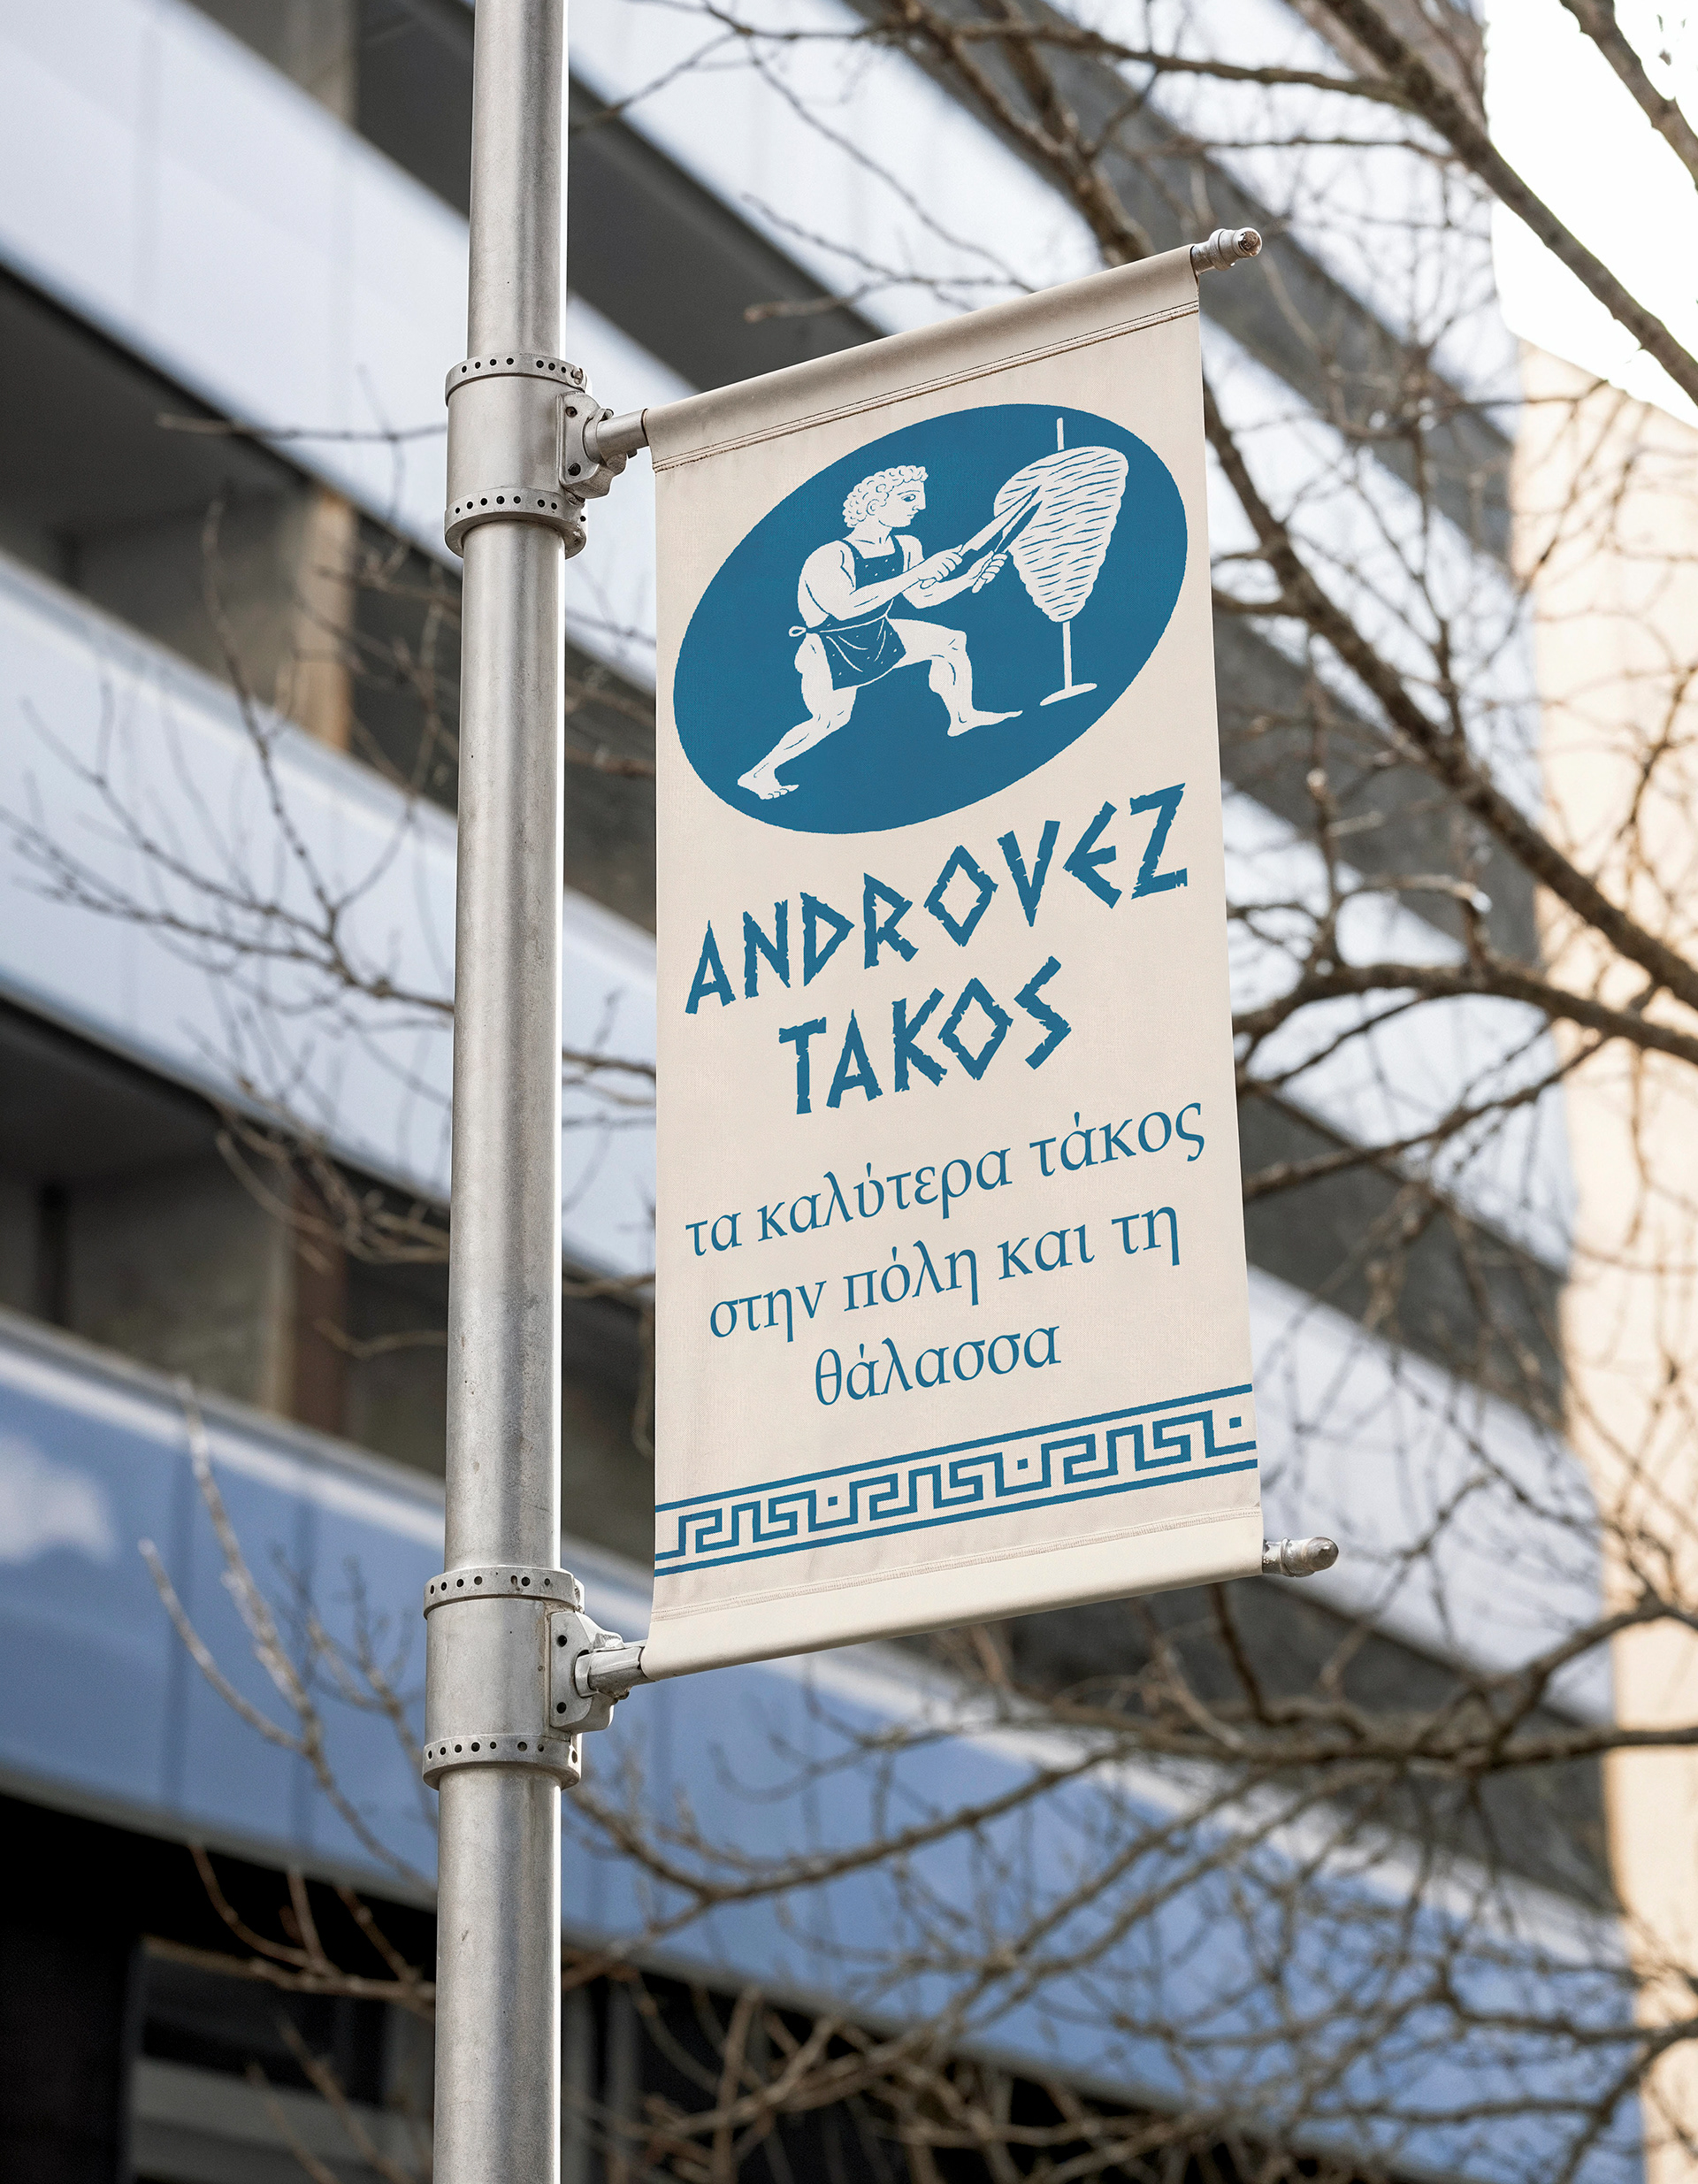 ANDROVEZ
TAKOS
τα καλύτερα τάκος
στην πόλη και τη
θάλασσα